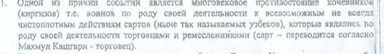 1. Одной из причин события является многовековое противостояние кочевников
(киргизов) т.е. воинов по роду своей деятельности и всевозможным не всегда
чистоплотным действиям сартов (ныне так называемых узбеков), которые являлись по
роду своей деятельности торговцами и ремесленниками (сарт – переводится согласно
Махмуд Кашгари - торговец).